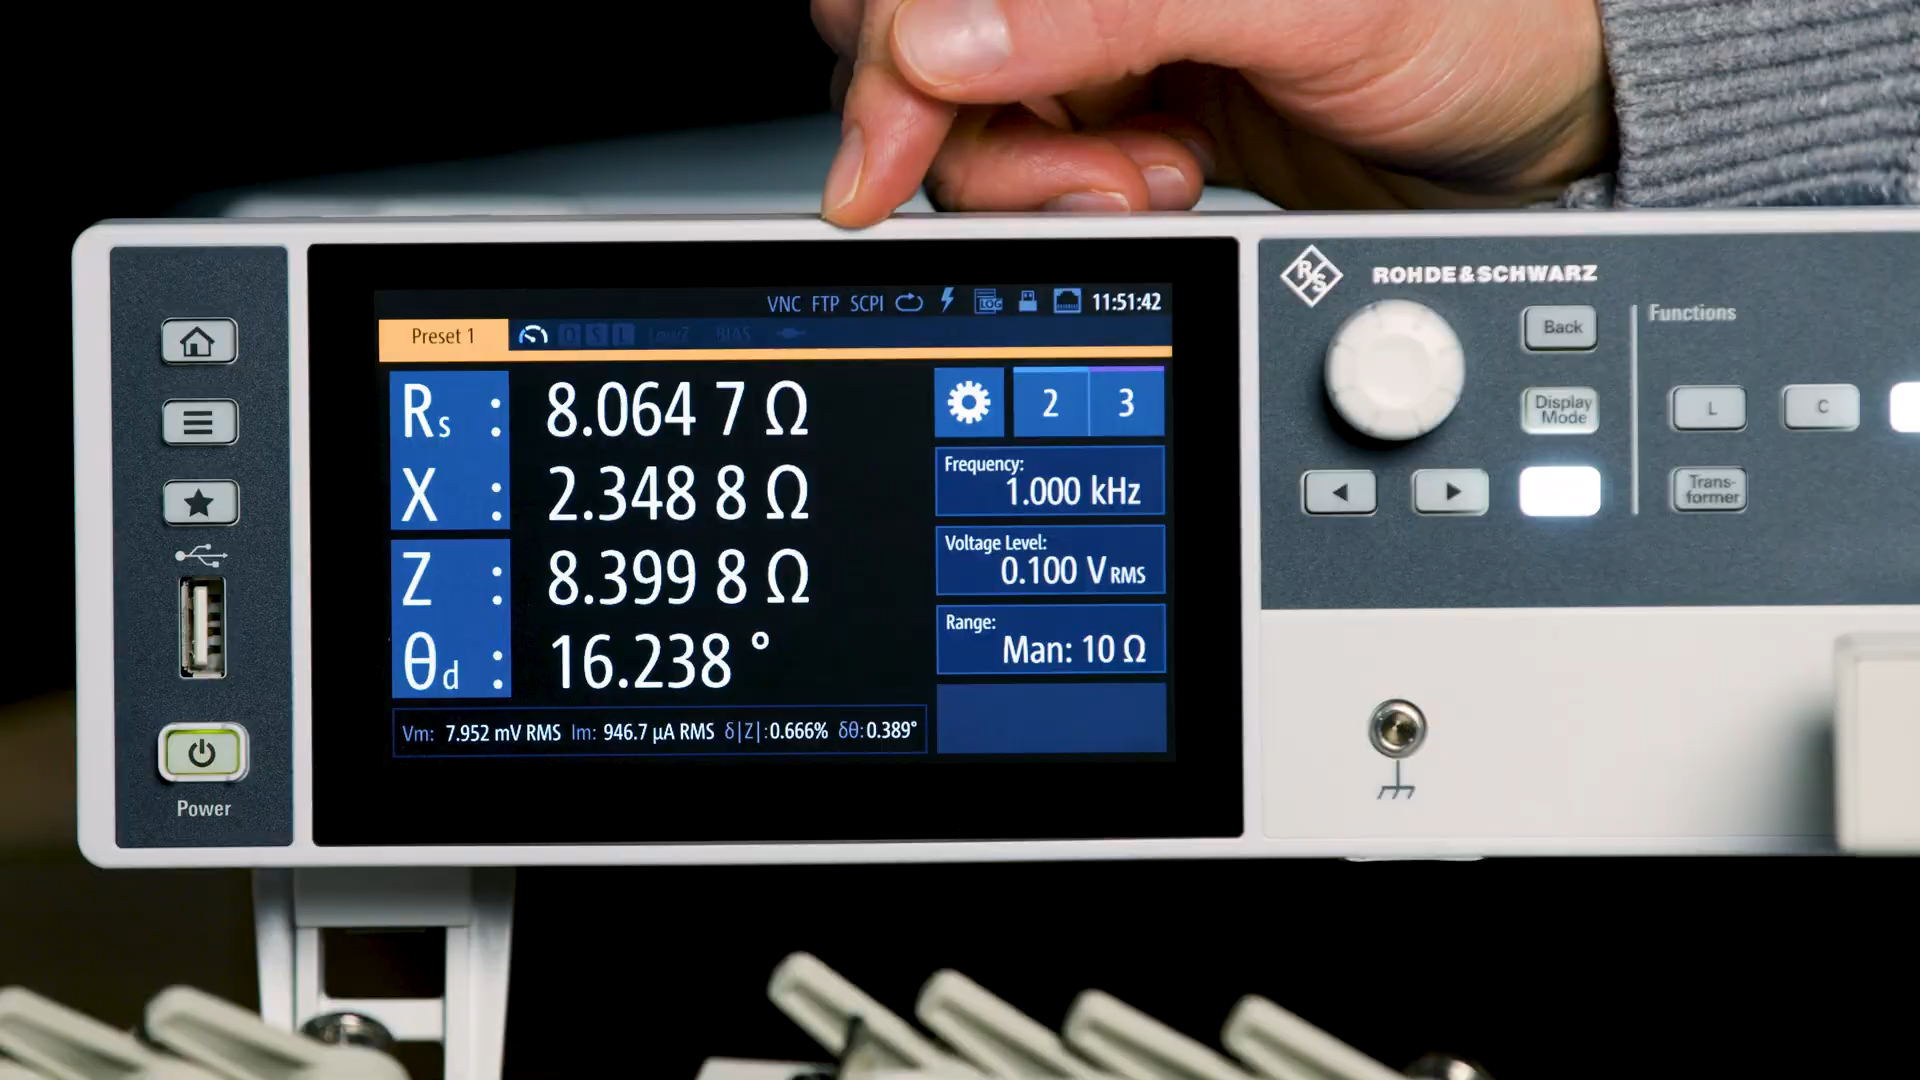 VNC FTP SCPI LOG 11:51:42
Preset 1 O S L LowZ BIAS
Rs : 8.064 7 Ω
X : 2.348 8 Ω
Z : 8.399 8 Ω
θd : 16.238 °
Vm: 7.952 mV RMS Im: 946.7 µA RMS δ|Z|:0.666% δθ:0.389°
2 3
Frequency:
1.000 kHz
Voltage Level:
0.100 V RMS
Range:
Man: 10 Ω
Power
R S
ROHDE & SCHWARZ
Back
Display
Mode
Functions
L C
Trans-
former